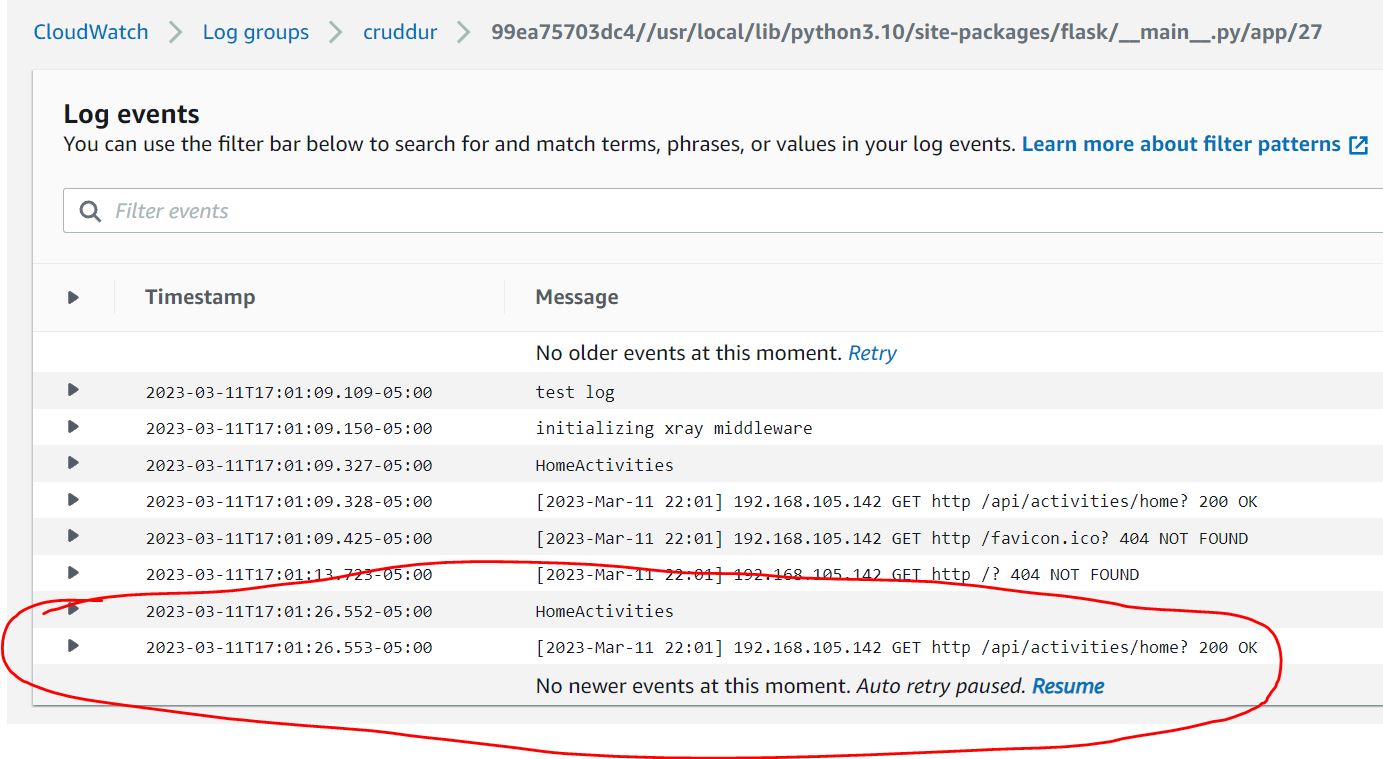 CloudWatch > Log groups > cruddur > 99ea75703dc4//usr/local/lib/python3.10/site-packages/flask/__main__.py/app/27
Log events
You can use the filter bar below to search for and match terms, phrases, or values in your log events. Learn more about filter patterns
Filter events
Timestamp Message
No older events at this moment. Retry
2023-03-11T17:01:09.109-05:00 test log
2023-03-11T17:01:09.150-05:00 initializing xray middleware
2023-03-11T17:01:09.327-05:00 HomeActivities
2023-03-11T17:01:09.328-05:00 [2023-Mar-11 22:01] 192.168.105.142 GET http /api/activities/home? 200 OK
2023-03-11T17:01:09.425-05:00 [2023-Mar-11 22:01] 192.168.105.142 GET http /favicon.ico? 404 NOT FOUND
2023-03-11T17:01:13.723-05:00 [2023-Mar-11 22:01] 192.168.105.142 GET http /? 404 NOT FOUND
2023-03-11T17:01:26.552-05:00 HomeActivities
2023-03-11T17:01:26.553-05:00 [2023-Mar-11 22:01] 192.168.105.142 GET http /api/activities/home? 200 OK
No newer events at this moment. Auto retry paused. Resume